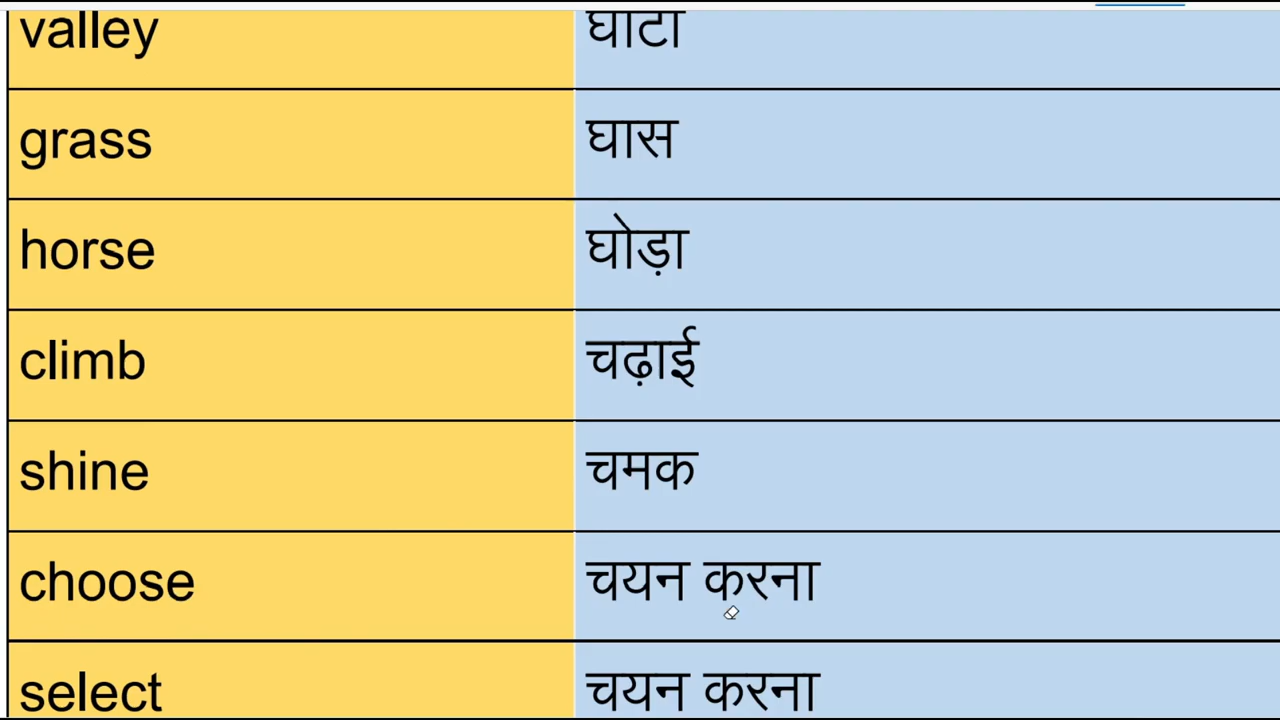 valley
grass घास
horse घोड़ा
climb चढ़ाई
shine चमक
choose चयन करना
select चयन करना